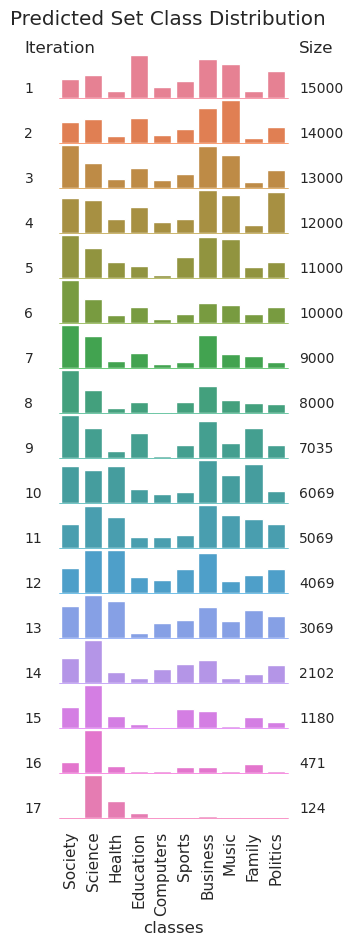 Predicted Set Class Distribution
Iteration Size
1 15000
2 14000
3 13000
4 12000
5 11000
6 10000
7 9000
8 8000
9 7035
10 6069
11 5069
12 4069
13 3069
14 2102
15 1180
16 471
17 124
Society
Science
Health
Education
Computers
Sports
Business
Music
Family
Politics
classes